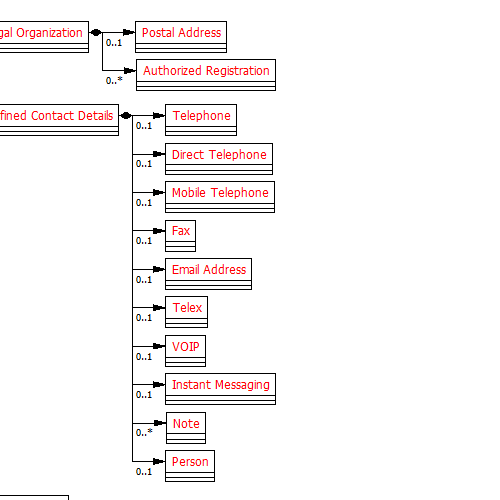 gal Organization
Postal Address
0..1
Authorized Registration
0..*
fined Contact Details
Telephone
0..1
Direct Telephone
0..1
Mobile Telephone
0..1
Fax
0..1
Email Address
0..1
Telex
0..1
VOIP
0..1
Instant Messaging
0..1
Note
0..*
Person
0..1